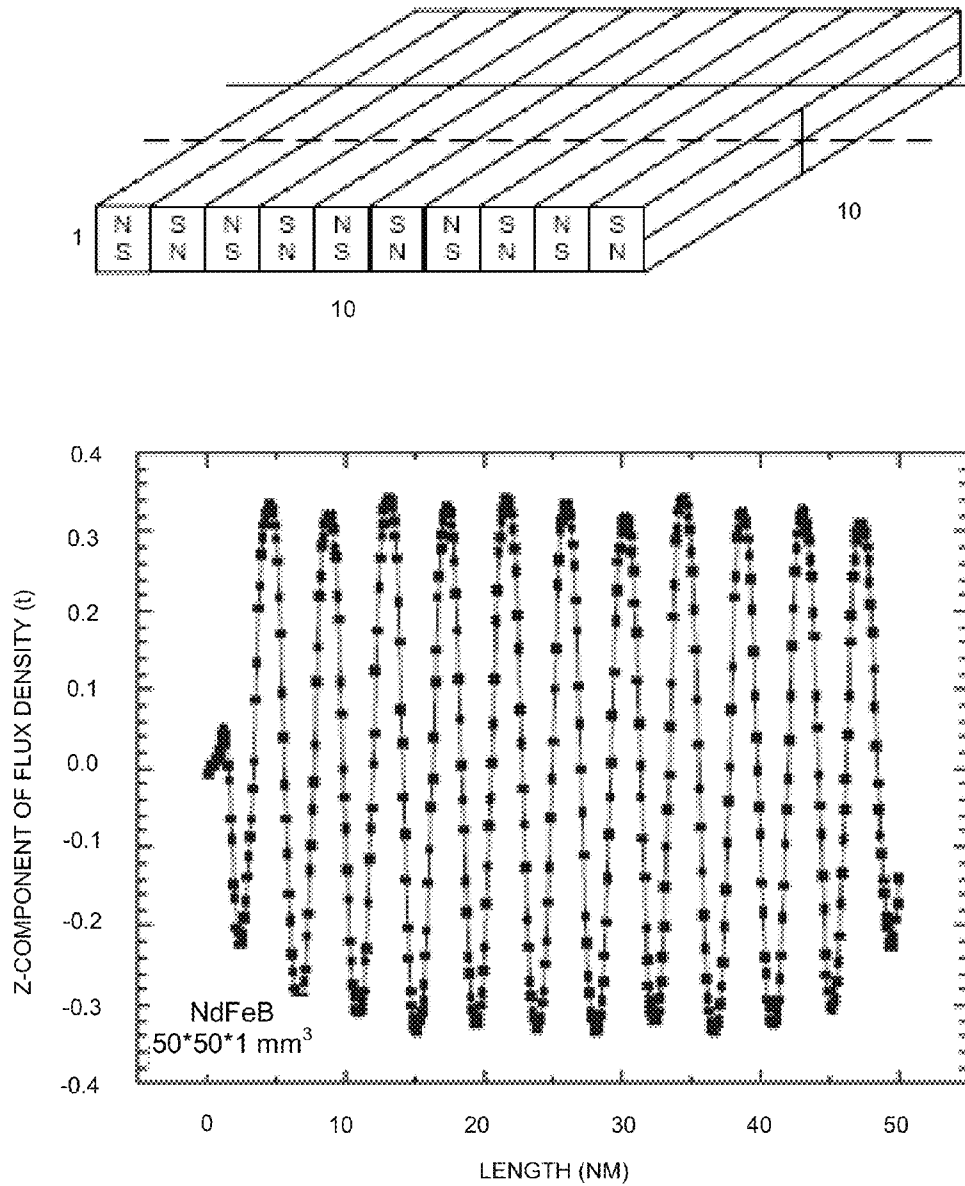 N S N S N S N S N S
S N S N S N S N S N
1
10
10
Z-COMPONENT OF FLUX DENSITY (t)
0.4
0.3
0.2
0.1
0.0
-0.1
-0.2
-0.3
-0.4
NdFeB
50*50*1 mm³
0 10 20 30 40 50
LENGTH (NM)